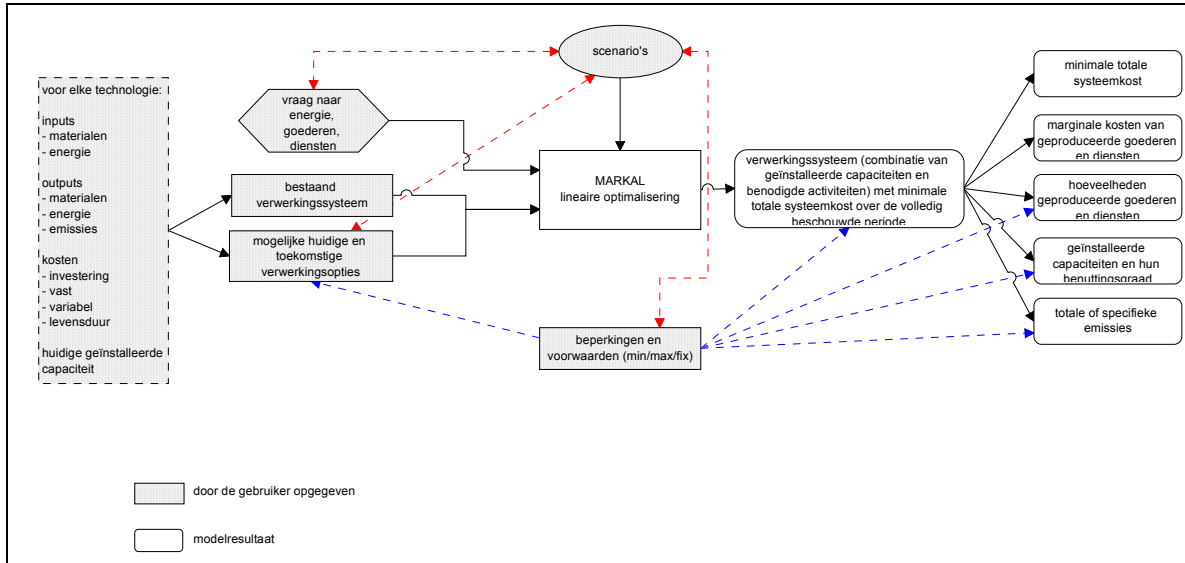 scenario's
voor elke technologie:
inputs
- materialen
- energie
outputs
- materialen
- energie
- emissies
kosten
- investering
- vast
- variabel
- levensduur
huidige geïnstalleerde
capaciteit
vraag naar
energie,
goederen,
diensten
bestaand
verwerkingssysteem
mogelijke huidige en
toekomstige
verwerkingsopties
MARKAL
lineaire optimalisering
beperkingen en
voorwaarden (min/max/fix)
verwerkingssysteem (combinatie van
geïnstalleerde capaciteiten en
benodigde activiteiten) met minimale
totale systeemkost over de volledig
beschouwde periode
minimale totale
systeemkost
marginale kosten van
geproduceerde goederen
en diensten
hoeveelheden
geproduceerde goederen
en diensten
geïnstalleerde
capaciteiten en hun
benuttingsgraad
totale of specifieke
emissies
door de gebruiker opgegeven
modelresultaat